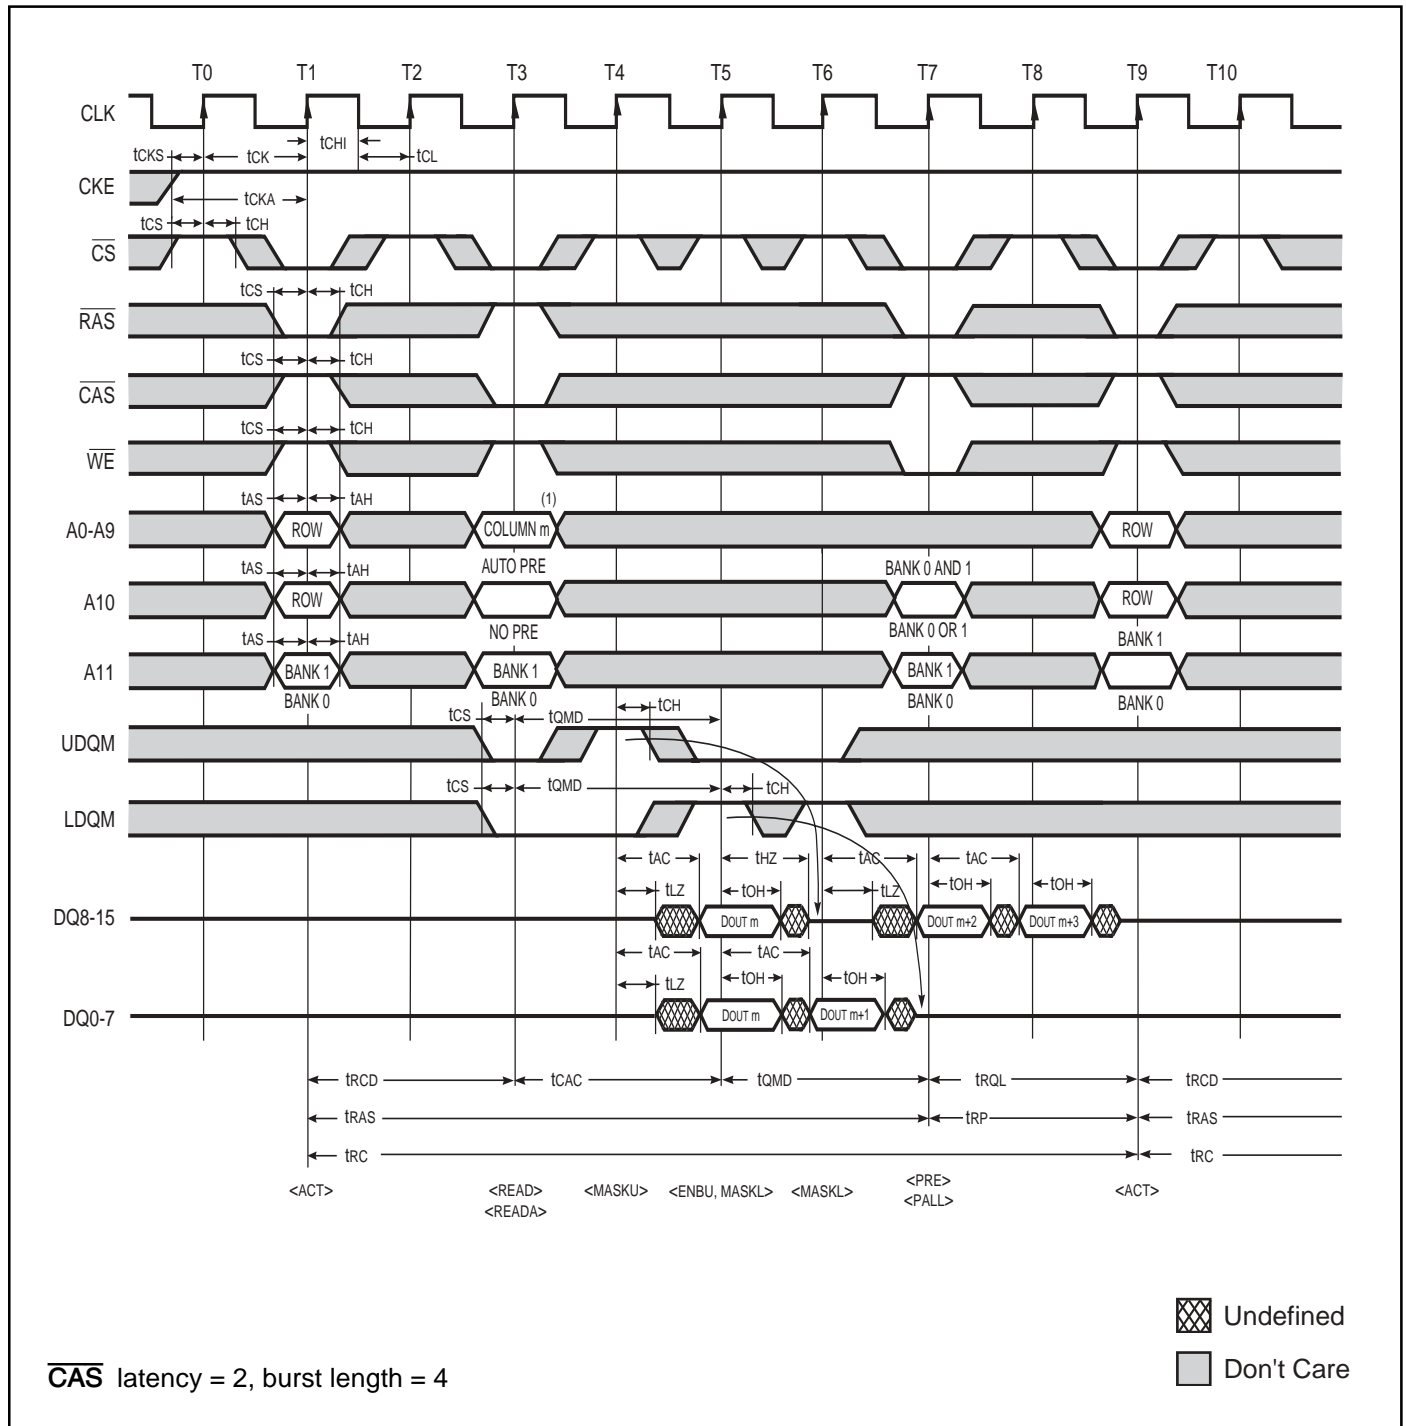 T0 T1 T2 T3 T4 T5 T6 T7 T8 T9 T10
CLK
tCHI
tCKS tCK tCL
CKE
tCKA
tCS tCH
CS
tCS tCH
RAS
tCS tCH
CAS
tCS tCH
WE
tAS tAH (1)
A0-A9 ROW COLUMN m ROW
tAS tAH AUTO PRE BANK 0 AND 1
A10 ROW ROW
NO PRE BANK 0 OR 1 BANK 1
tAS tAH
A11 BANK 1 BANK 1 BANK 1
BANK 0 BANK 0 BANK 0 BANK 0
tCS tQMD tCH
UDQM
tCS tQMD tCH
LDQM
tAC tHZ tAC tAC
tLZ tOH tLZ tOH tOH
DQ8-15 DOUT m DOUT m+2 DOUT m+3
tAC tAC
tLZ tOH tOH
DQ0-7 DOUT m DOUT m+1
tRCD tCAC tQMD tRQL tRCD
tRAS tRP tRAS
tRC tRC
<ACT> <READ> <MASKU> <ENBU, MASKL> <MASKL> <PRE> <ACT>
<READA> <PALL>
Undefined
Don't Care
CAS latency = 2, burst length = 4